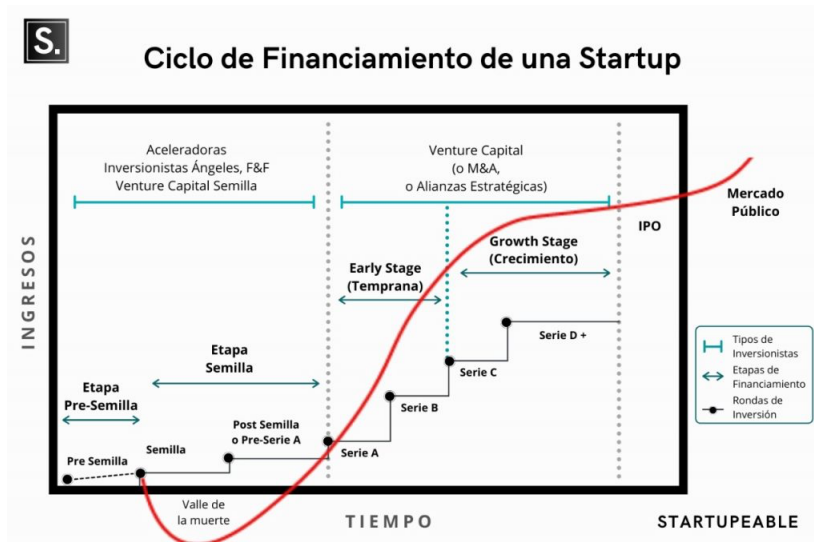 S.
Ciclo de Financiamiento de una Startup
Aceleradoras
Inversionistas Ángeles, F&F
Venture Capital Semilla
Venture Capital
(o M&A,
o Alianzas Estratégicas)
Mercado
Público
IPO
Growth Stage
(Crecimiento)
Early Stage
(Temprana)
INGRESOS
Serie D +
Tipos de
Inversionistas
Etapas de
Financiamiento
Rondas de
Inversión
Etapa
Semilla
Serie C
Etapa
Pre-Semilla
Serie B
Post Semilla
o Pre-Serie A
Semilla
Serie A
Pre Semilla
Valle de
la muerte
TIEMPO
STARTUPEABLE